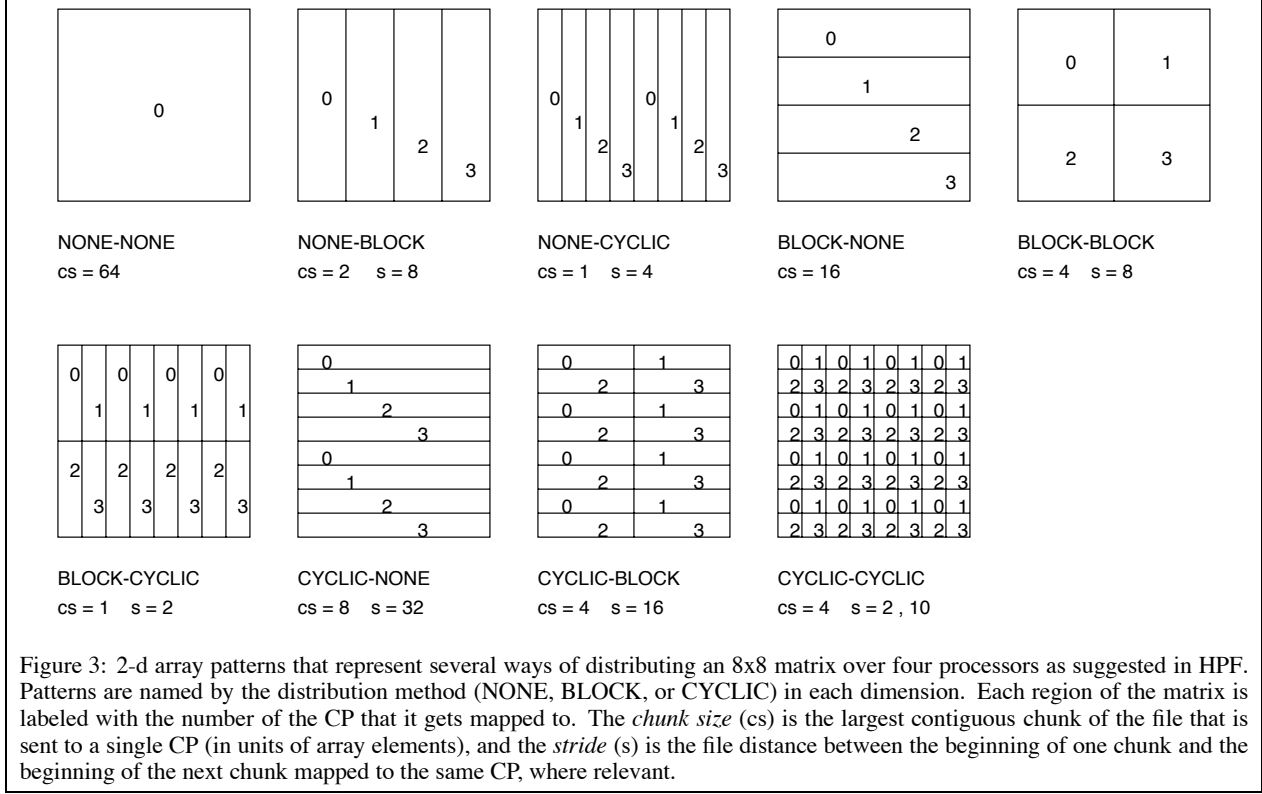 0
0
1
2
3
0 0
1 1
2 2
3 3
0
1
2
3
0 1
2 3
NONE-NONE
cs = 64
NONE-BLOCK
cs = 2 s = 8
NONE-CYCLIC
cs = 1 s = 4
BLOCK-NONE
cs = 16
BLOCK-BLOCK
cs = 4 s = 8
0 0 0 0
1 1 1 1
2 2 2 2
3 3 3 3
0
1
2
3
0
1
2
3
0 1
2 3
0 1
2 3
0 1
2 3
0 1
2 3
0 1 0 1 0 1 0 1
2 3 2 3 2 3 2 3
0 1 0 1 0 1 0 1
2 3 2 3 2 3 2 3
0 1 0 1 0 1 0 1
2 3 2 3 2 3 2 3
0 1 0 1 0 1 0 1
2 3 2 3 2 3 2 3
BLOCK-CYCLIC
cs = 1 s = 2
CYCLIC-NONE
cs = 8 s = 32
CYCLIC-BLOCK
cs = 4 s = 16
CYCLIC-CYCLIC
cs = 4 s = 2 , 10
Figure 3: 2-d array patterns that represent several ways of distributing an 8x8 matrix over four processors as suggested in HPF.
Patterns are named by the distribution method (NONE, BLOCK, or CYCLIC) in each dimension. Each region of the matrix is
labeled with the number of the CP that it gets mapped to. The chunk size (cs) is the largest contiguous chunk of the file that is
sent to a single CP (in units of array elements), and the stride (s) is the file distance between the beginning of one chunk and the
beginning of the next chunk mapped to the same CP, where relevant.